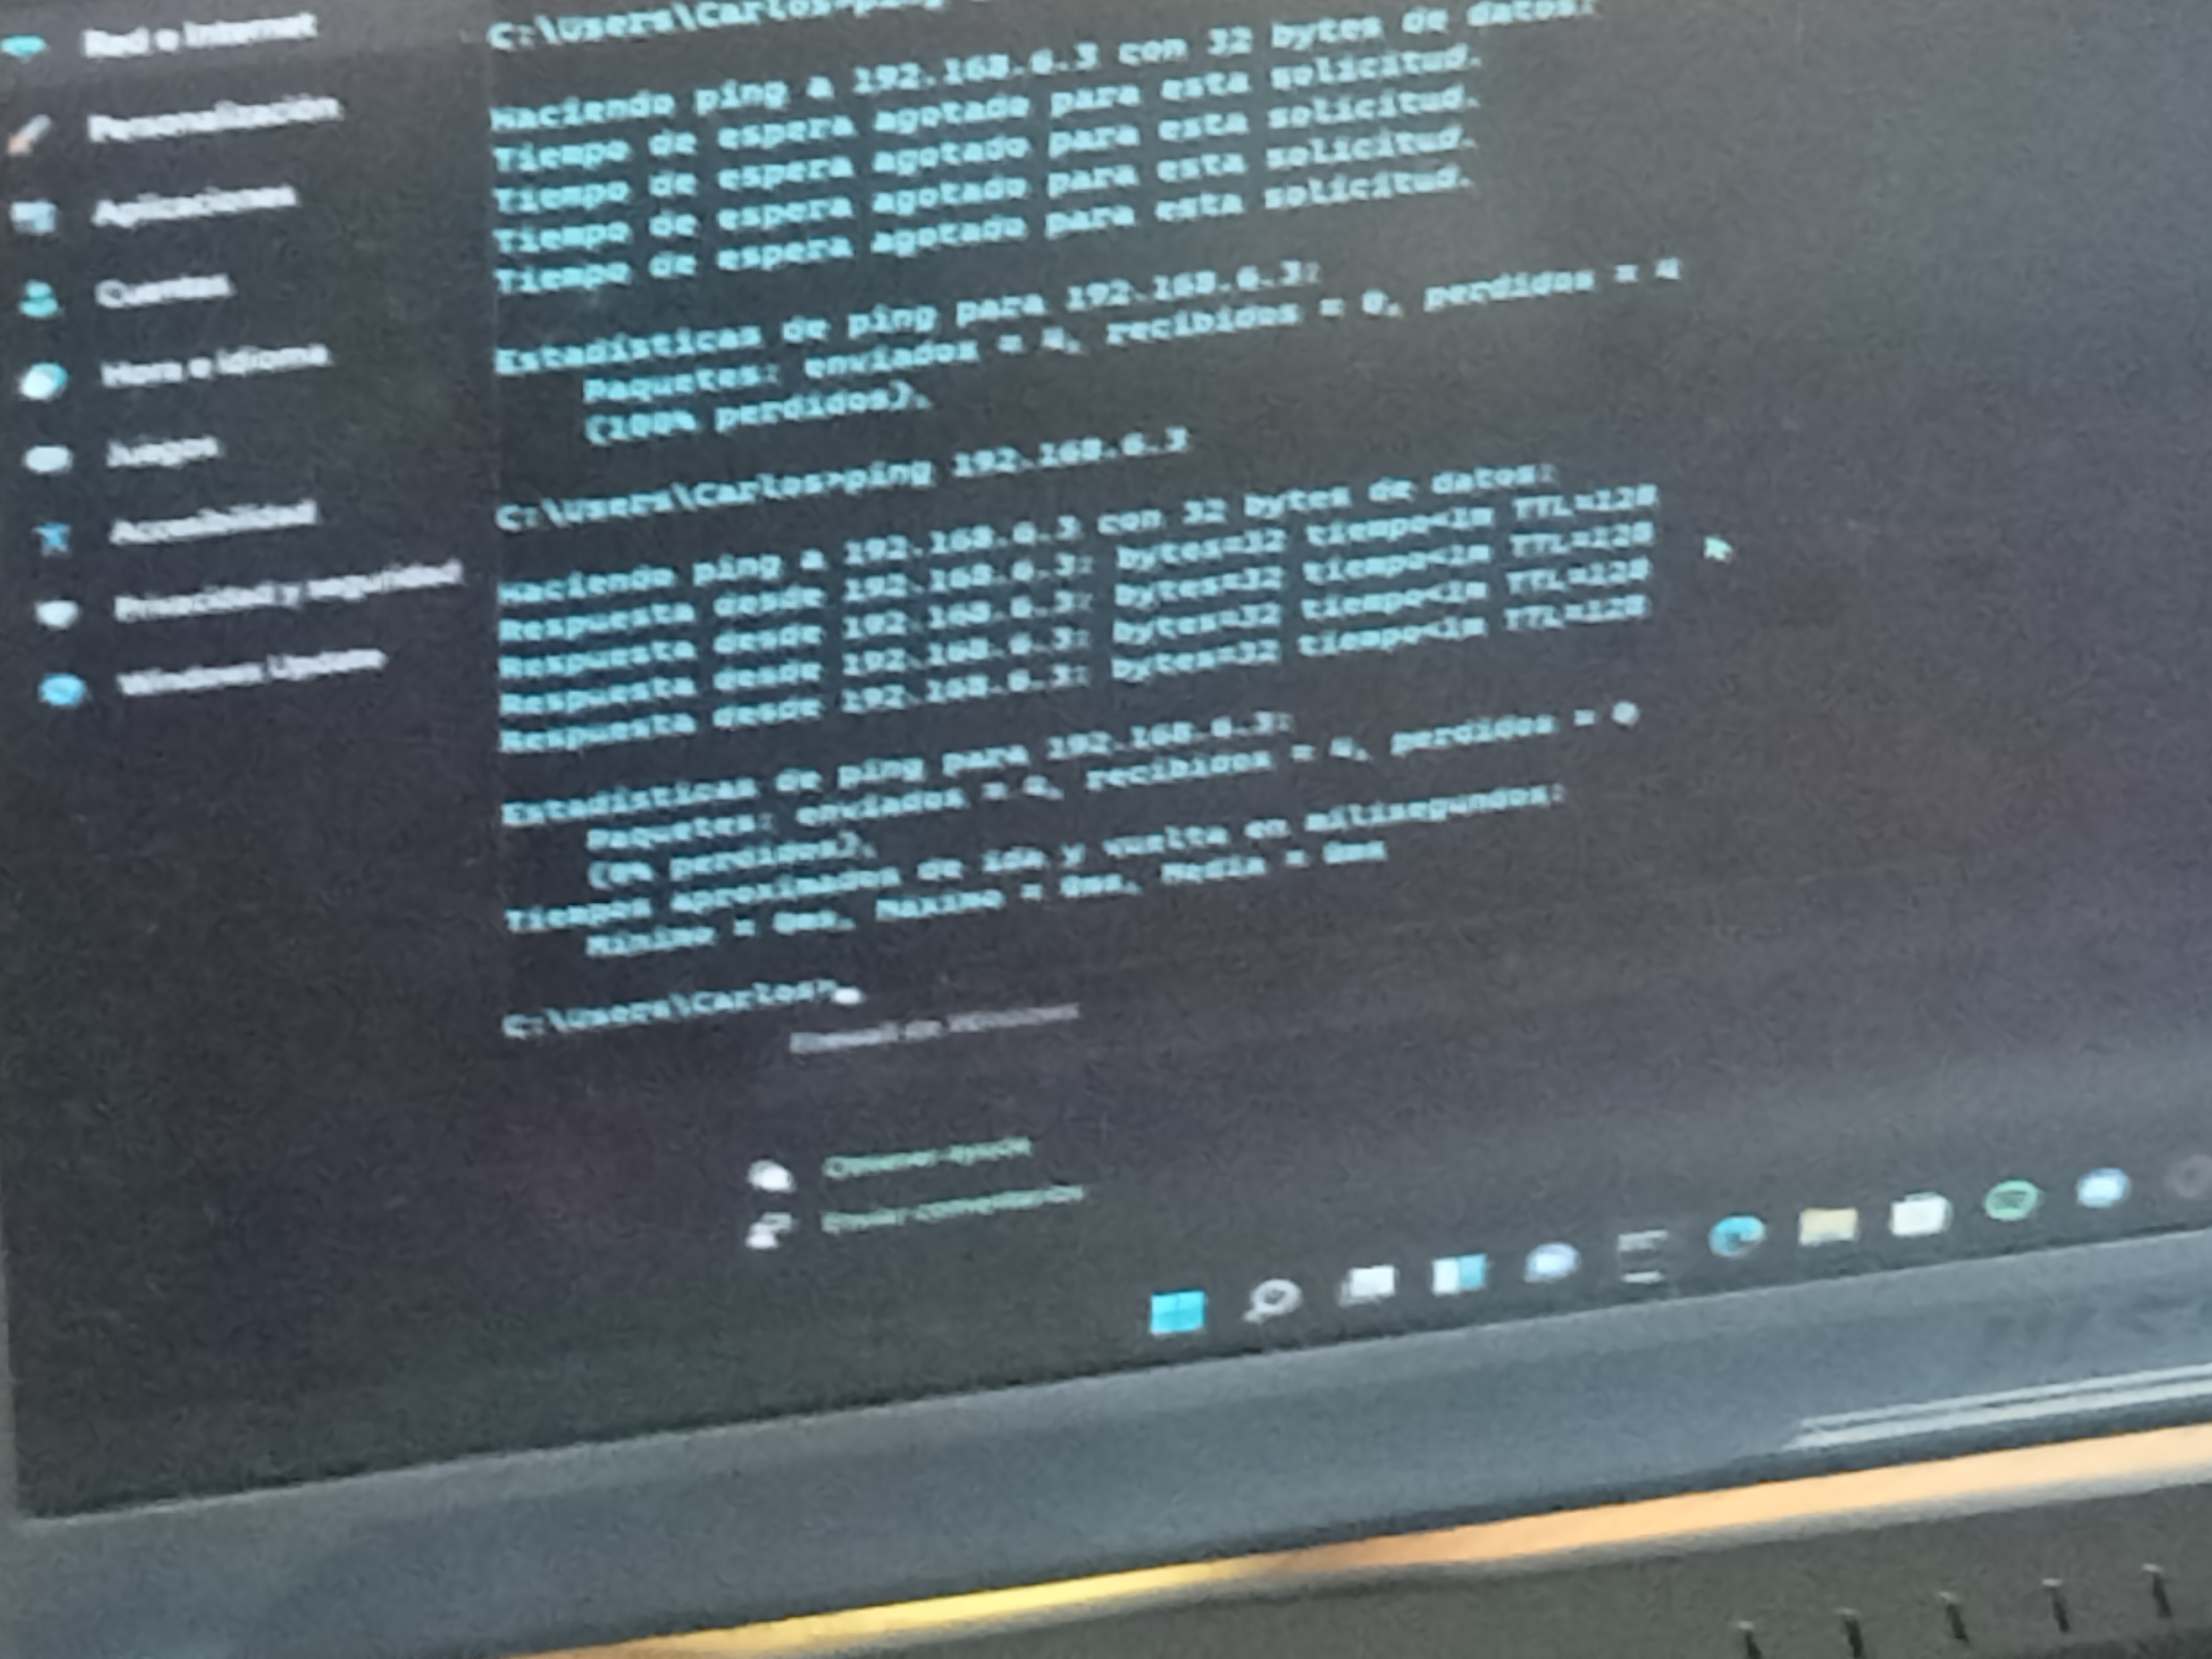 Red e Internet
Personalización
Aplicaciones
Cuentas
Hora e idioma
Juegos
Accesibilidad
Privacidad y seguridad
Windows Update
C:\Users\Carlos>ping
Haciendo ping a 192.168.6.3 con 32 bytes de datos:
Tiempo de espera agotado para esta solicitud.
Tiempo de espera agotado para esta solicitud.
Tiempo de espera agotado para esta solicitud.
Tiempo de espera agotado para esta solicitud.
Estadísticas de ping para 192.168.6.3:
Paquetes: enviados = 4, recibidos = 0, perdidos = 4
(100% perdidos),
C:\Users\Carlos>ping 192.168.6.3
Haciendo ping a 192.168.6.3 con 32 bytes de datos:
Respuesta desde 192.168.6.3: bytes=32 tiempo<1m TTL=128
Respuesta desde 192.168.6.3: bytes=32 tiempo<1m TTL=128
Respuesta desde 192.168.6.3: bytes=32 tiempo<1m TTL=128
Respuesta desde 192.168.6.3: bytes=32 tiempo<1m TTL=128
Estadísticas de ping para 192.168.6.3:
Paquetes: enviados = 4, recibidos = 4, perdidos = 0
(0% perdidos),
Tiempos aproximados de ida y vuelta en milisegundos:
Mínimo = 0ms, Máximo = 0ms, Media = 0ms
C:\Users\Carlos>
Obtener ayuda
Enviar comentarios